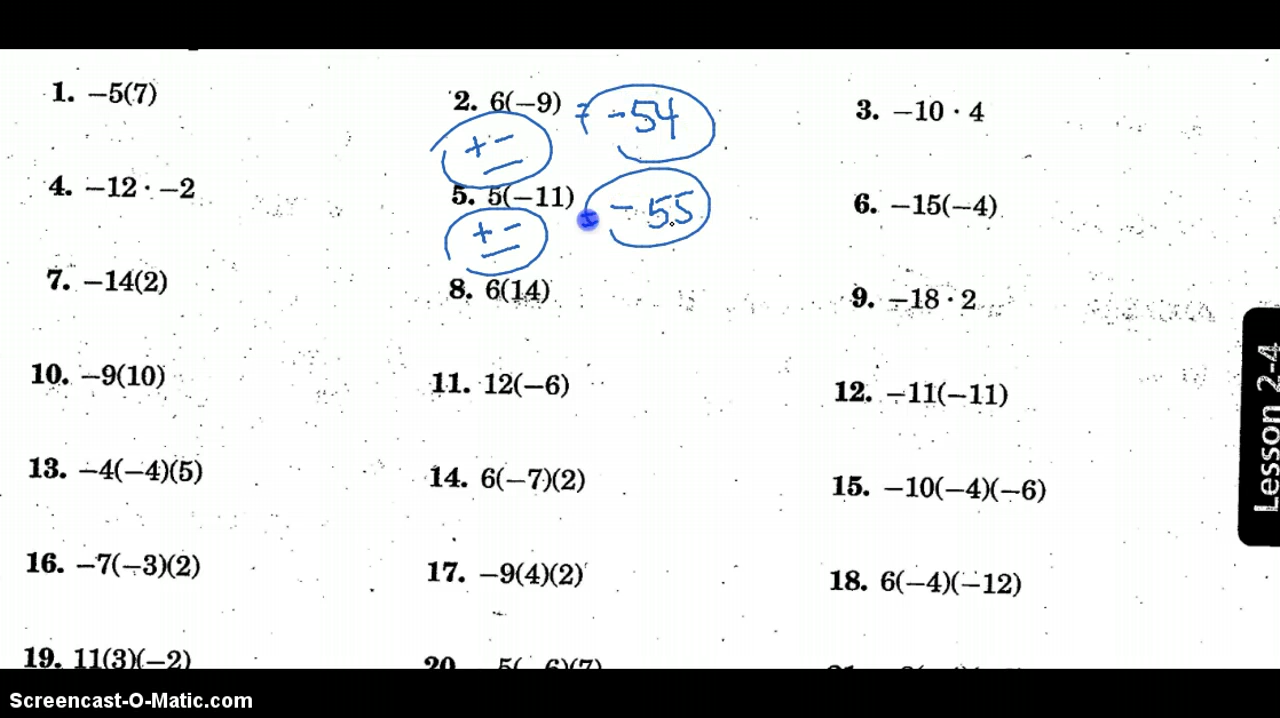 1. −5(7)
2. 6(−9) = −54
+ −
3. −10 · 4
4. −12 · −2
5. 5(−11) = −55
+ −
6. −15(−4)
7. −14(2)
8. 6(14)
9. −18 · 2
10. −9(10)
11. 12(−6)
12. −11(−11)
13. −4(−4)(5)
14. 6(−7)(2)
15. −10(−4)(−6)
16. −7(−3)(2)
17. −9(4)(2)
18. 6(−4)(−12)
19. 11(3)(−2)
Lesson 2-4
Screencast-O-Matic.com